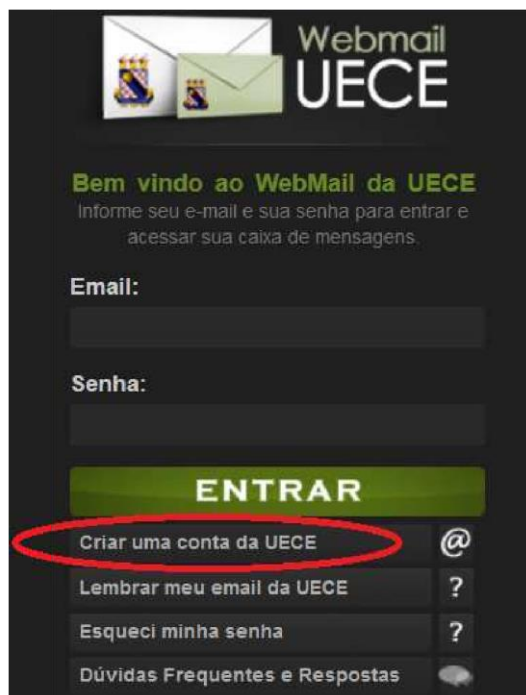 Webmail
UECE
Bem vindo ao WebMail da UECE
Informe seu e-mail e sua senha para entrar e
acessar sua caixa de mensagens.
Email:
Senha:
ENTRAR
Criar uma conta da UECE @
Lembrar meu email da UECE ?
Esqueci minha senha ?
Dúvidas Frequentes e Respostas